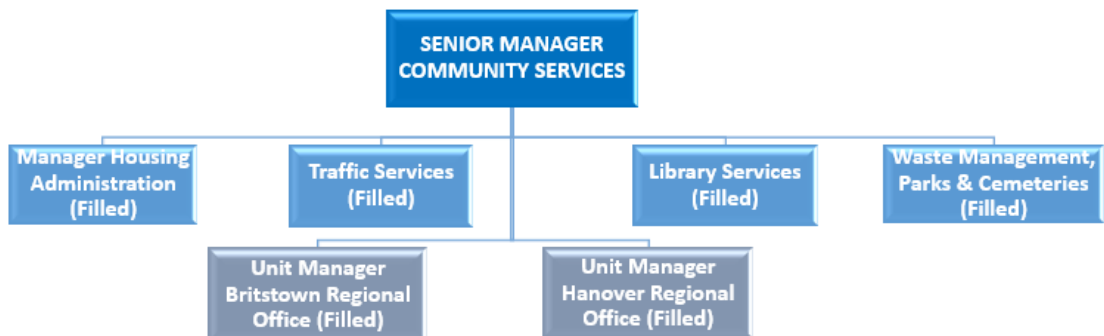 SENIOR MANAGER
COMMUNITY SERVICES
Manager Housing
Administration
(Filled)
Traffic Services
(Filled)
Library Services
(Filled)
Waste Management,
Parks & Cemeteries
(Filled)
Unit Manager
Britstown Regional
Office (Filled)
Unit Manager
Hanover Regional
Office (Filled)